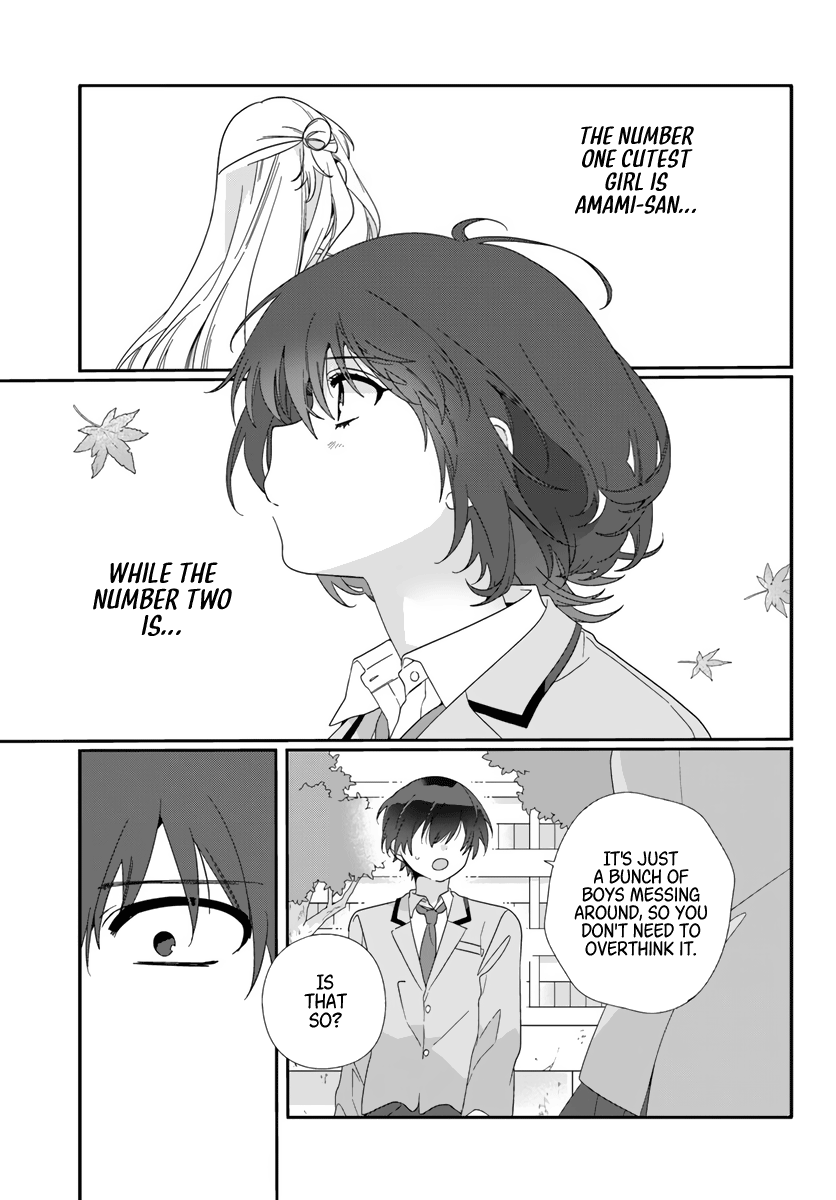 THE NUMBER
ONE CUTEST
GIRL IS
AMAMI-SAN...
WHILE THE
NUMBER TWO
IS...
IT'S JUST
A BUNCH OF
BOYS MESSING
AROUND, SO YOU
DON'T NEED TO
OVERTHINK IT.
IS
THAT
SO?